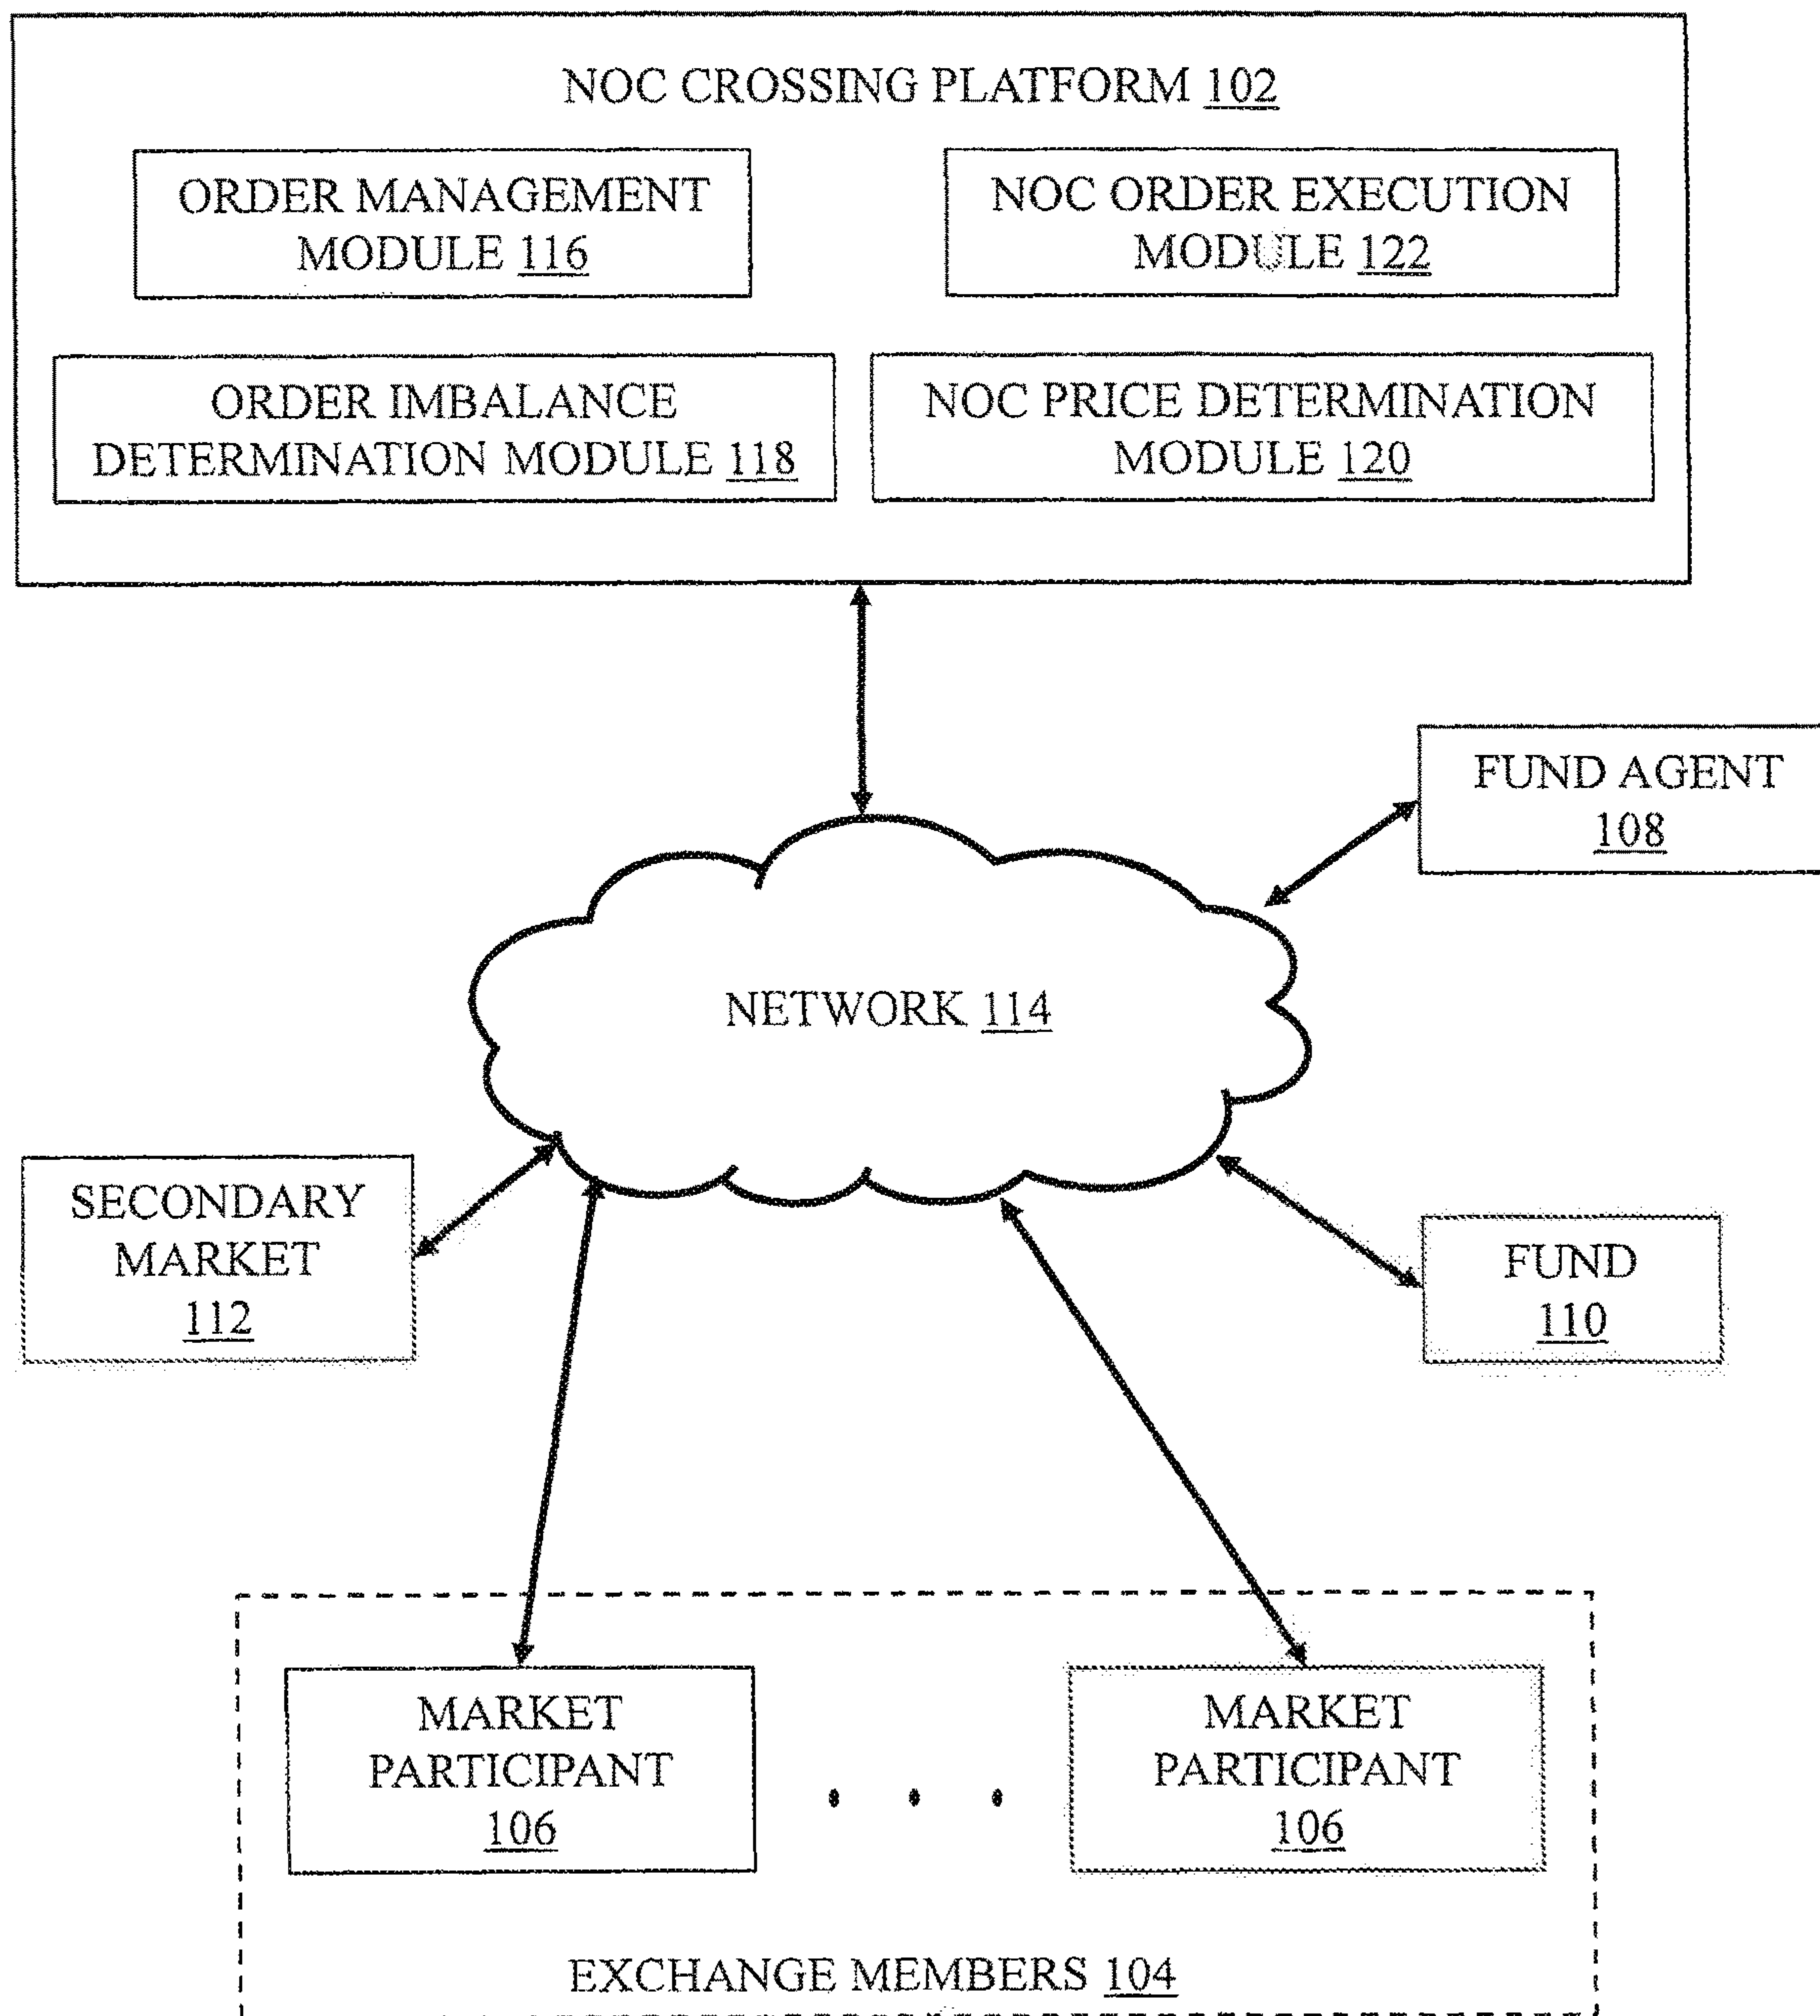 NOC CROSSING PLATFORM 102
ORDER MANAGEMENT
MODULE 116
NOC ORDER EXECUTION
MODULE 122
ORDER IMBALANCE
DETERMINATION MODULE 118
NOC PRICE DETERMINATION
MODULE 120
FUND AGENT
108
NETWORK 114
SECONDARY
MARKET
112
FUND
110
MARKET
PARTICIPANT
106
MARKET
PARTICIPANT
106
EXCHANGE MEMBERS 104